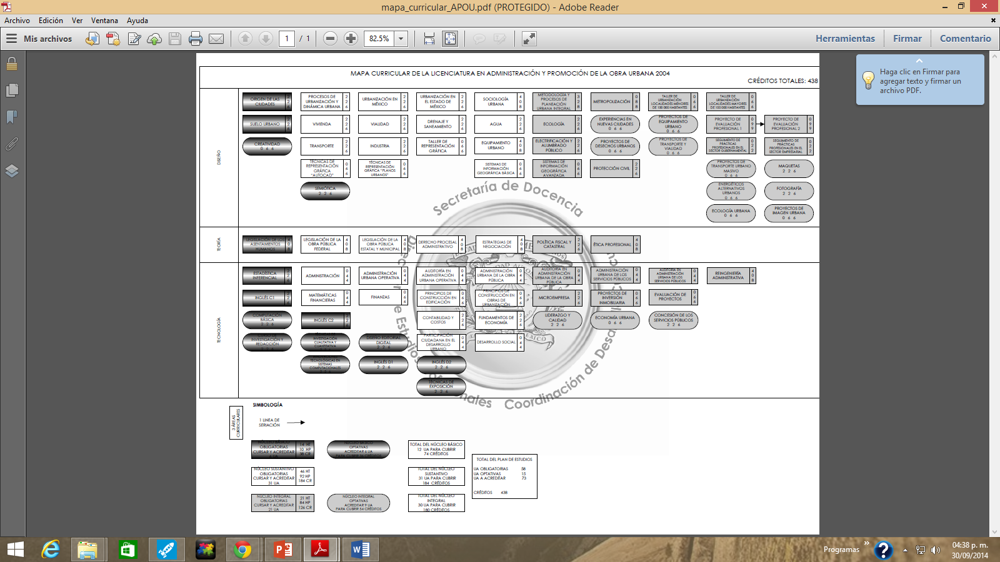 mapa_curricular_APOU.pdf (PROTEGIDO) - Adobe Reader
Archivo Edición Ver Ventana Ayuda
Mis archivos 1 / 1 82.5% Herramientas Firmar Comentario
Haga clic en Firmar para
agregar texto y firmar un
archivo PDF.
MAPA CURRICULAR DE LA LICENCIATURA EN ADMINISTRACIÓN Y PROMOCIÓN DE LA OBRA URBANA 2004
CRÉDITOS TOTALES: 438
DISEÑO
ORIGEN DE LAS CIUDADES 2 2 6
PROCESOS DE URBANIZACIÓN Y DINÁMICA URBANA 2 2 6
URBANIZACIÓN EN MÉXICO 2 2 6
URBANIZACIÓN EN EL ESTADO DE MÉXICO 2 2 6
SOCIOLOGÍA URBANA 4 0 8
METODOLOGÍA Y PROCESOS DE PLANEACIÓN URBANA INTEGRAL 3 2 8
METROPOLIZACIÓN 0 8 8
TALLER DE URBANIZACIÓN LOCALIDADES MENORES DE 100 000 HABITANTES 0 6 6
TALLER DE URBANIZACIÓN LOCALIDADES MAYORES DE 100 000 HABITANTES 0 6 6
SUELO URBANO 2 2 6
VIVIENDA 2 2 6
VIALIDAD 2 2 6
DRENAJE Y SANEAMIENTO 2 2 6
AGUA 2 2 6
ECOLOGÍA 2 2 6
EXPERIENCIAS EN NUEVAS CIUDADES 0 6 6
PROYECTOS DE EQUIPAMIENTO URBANO 0 6 6
PROYECTO DE EVALUACIÓN PROFESIONAL 1 0 9 9
PROYECTO DE EVALUACIÓN PROFESIONAL 2 0 9 9
CREATIVIDAD 0 6 6
TRANSPORTE 2 2 6
INDUSTRIA 2 2 6
TALLER DE REPRESENTACIÓN GRÁFICA 0 6 6
EQUIPAMIENTO URBANO 4 0 8
ELECTRIFICACIÓN Y ALUMBRADO PÚBLICO 2 2 6
PROYECTOS DE DESECHOS URBANOS 0 6 6
PROYECTOS DE TRANSPORTE Y VIALIDAD 0 6 6
SEGUIMIENTO DE PRÁCTICAS PROFESIONALES EN EL SECTOR GUBERNAMENTAL 0 2 2
SEGUIMIENTO DE PRÁCTICAS PROFESIONALES EN EL SECTOR EMPRESARIAL 0 2 2
TÉCNICAS DE REPRESENTACIÓN GRÁFICA "AUTOCAD" 0 6 6
TÉCNICAS DE REPRESENTACIÓN GRÁFICA "PLANOS URBANOS" 0 6 6
SISTEMAS DE INFORMACIÓN GEOGRÁFICA BÁSICA 0 6 6
SISTEMAS DE INFORMACIÓN GEOGRÁFICA AVANZADA 0 6 6
PROTECCIÓN CIVIL 2 2 6
PROYECTOS DE TRANSPORTE URBANO MASIVO 0 6 6
MAQUETAS 2 2 6
SEMIÓTICA 2 2 6
ENERGÉTICOS ALTERNATIVOS URBANOS 0 6 6
FOTOGRAFÍA 2 2 6
ECOLOGÍA URBANA 0 6 6
PROYECTOS DE IMAGEN URBANA 0 6 6
Secretaría de Docencia
TEORÍA
LEGISLACIÓN DE LOS ASENTAMIENTOS HUMANOS 4 0 8
LEGISLACIÓN DE LA OBRA PÚBLICA FEDERAL 4 0 8
LEGISLACIÓN DE LA OBRA PÚBLICA ESTATAL Y MUNICIPAL 4 0 8
DERECHO PROCESAL ADMINISTRATIVO 4 0 8
ESTRATEGIAS DE NEGOCIACIÓN 4 0 8
POLÍTICA FISCAL Y CATASTRAL 2 2 6
ÉTICA PROFESIONAL 4 0 8
TECNOLOGÍA
ESTADÍSTICA INFERENCIAL 2 2 6
ADMINISTRACIÓN 0 4 4
ADMINISTRACIÓN URBANA OPERATIVA 0 4 4
AUDITORÍA EN ADMINISTRACIÓN URBANA OPERATIVA 0 4 4
ADMINISTRACIÓN URBANA DE LA OBRA PÚBLICA 0 4 4
AUDITORÍA EN ADMINISTRACIÓN URBANA DE LA OBRA PÚBLICA 0 4 4
ADMINISTRACIÓN URBANA DE LOS SERVICIOS PÚBLICOS 0 4 4
AUDITORÍA EN ADMINISTRACIÓN URBANA DE LOS SERVICIOS PÚBLICOS 0 4 4
REINGENIERÍA ADMINISTRATIVA 4 0 8
INGLÉS C1 2 2 6
MATEMÁTICAS FINANCIERAS 0 4 4
FINANZAS 0 6 6
PRINCIPIOS DE CONSTRUCCIÓN EN EDIFICACIÓN 0 6 6
PRINCIPIOS DE CONSTRUCCIÓN EN OBRAS DE URBANIZACIÓN 0 6 6
MICROEMPRESA 2 2 6
PROYECTOS DE INVERSIÓN INMOBILIARIA 0 6 6
EVALUACIÓN DE PROYECTOS 0 6 6
COMPUTACIÓN BÁSICA 2 2 6
INGLÉS C2 2 2 6
CONTABILIDAD Y COSTOS 2 2 6
FUNDAMENTOS DE ECONOMÍA 2 2 6
LIDERAZGO Y CALIDAD 2 2 6
ECONOMÍA URBANA 0 6 6
CONCESIÓN DE LOS SERVICIOS PÚBLICOS 2 2 6
CURSO DE INVESTIGACIÓN Y REDACCIÓN
TÉCNICAS DE INVESTIGACIÓN CUALITATIVA Y CUANTITATIVA
DISEÑO EDITORIAL DIGITAL 2 2 6
PARTICIPACIÓN CIUDADANA EN EL DESARROLLO URBANO 0 4 4
DESARROLLO SOCIAL 0 4 4
TECNOLÓGICAS EN SISTEMAS COMPUTACIONALES
INGLÉS D1 2 2 6
INGLÉS D2 2 2 6
TÉCNICAS DE EXPOSICIÓN 2 2 6
Coordinación de Desarrollo
SIMBOLOGÍA
3 ÁREAS CURRICULARES
1 LINEA DE SERIACIÓN
NÚCLEO BÁSICO OBLIGATORIAS CURSAR Y ACREDITAR 6 UA 14 HT 10 HP 38 CR
NÚCLEO BÁSICO OPTATIVAS ACREDITAR 6 UA PARA CUBRIR 36 CRÉDITOS
TOTAL DEL NÚCLEO BÁSICO 12 UA PARA CUBRIR 74 CRÉDITOS
NÚCLEO SUSTANTIVO OBLIGATORIAS CURSAR Y ACREDITAR 31 UA 46 HT 92 HP 184 CR
TOTAL DEL NÚCLEO SUSTANTIVO 31 UA PARA CUBRIR 184 CRÉDITOS
NÚCLEO INTEGRAL OBLIGATORIAS CURSAR Y ACREDITAR 21 UA 21 HT 84 HP 126 CR
NÚCLEO INTEGRAL OPTATIVAS ACREDITAR 9 UA PARA CUBRIR 54 CRÉDITOS
TOTAL DEL NÚCLEO INTEGRAL 30 UA PARA CUBRIR 180 CRÉDITOS
TOTAL DEL PLAN DE ESTUDIOS
UA OBLIGATORIAS 58
UA OPTATIVAS 15
UA A ACREDITAR 73
CRÉDITOS 438
Programas
04:38 p. m.
30/09/2014